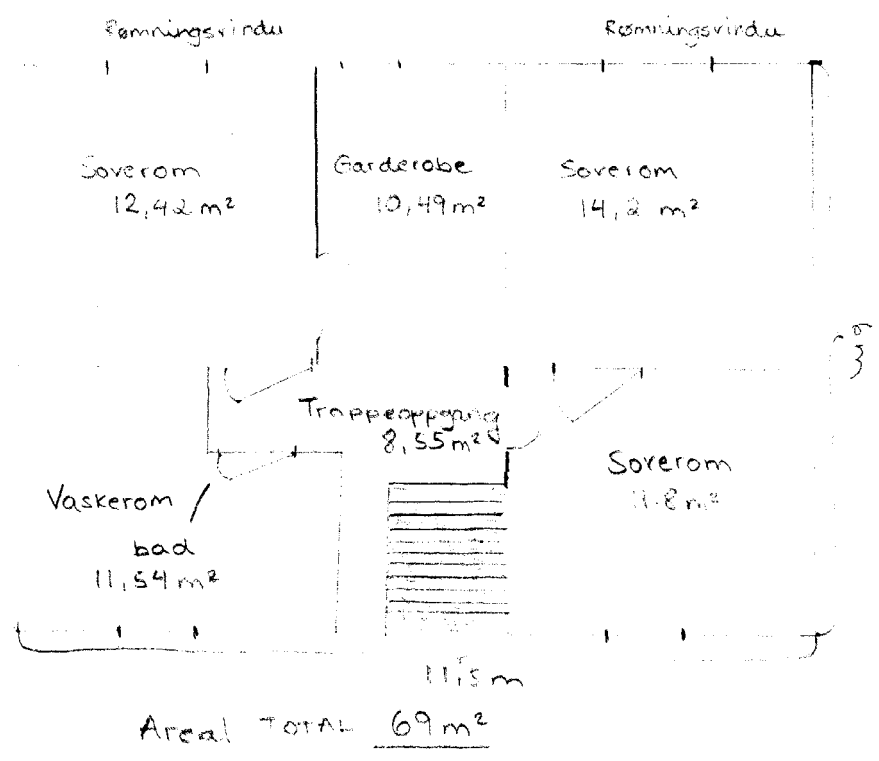 Rømningsvindu
Rømningsvindu
Soverom
12,42 m²
Garderobe
10,49 m²
Soverom
14,2 m²
Trappeoppgang
8,55 m²
Soverom
Vaskerom /
bad
11,54 m²
11,5 m
Areal TOTAL 69 m²